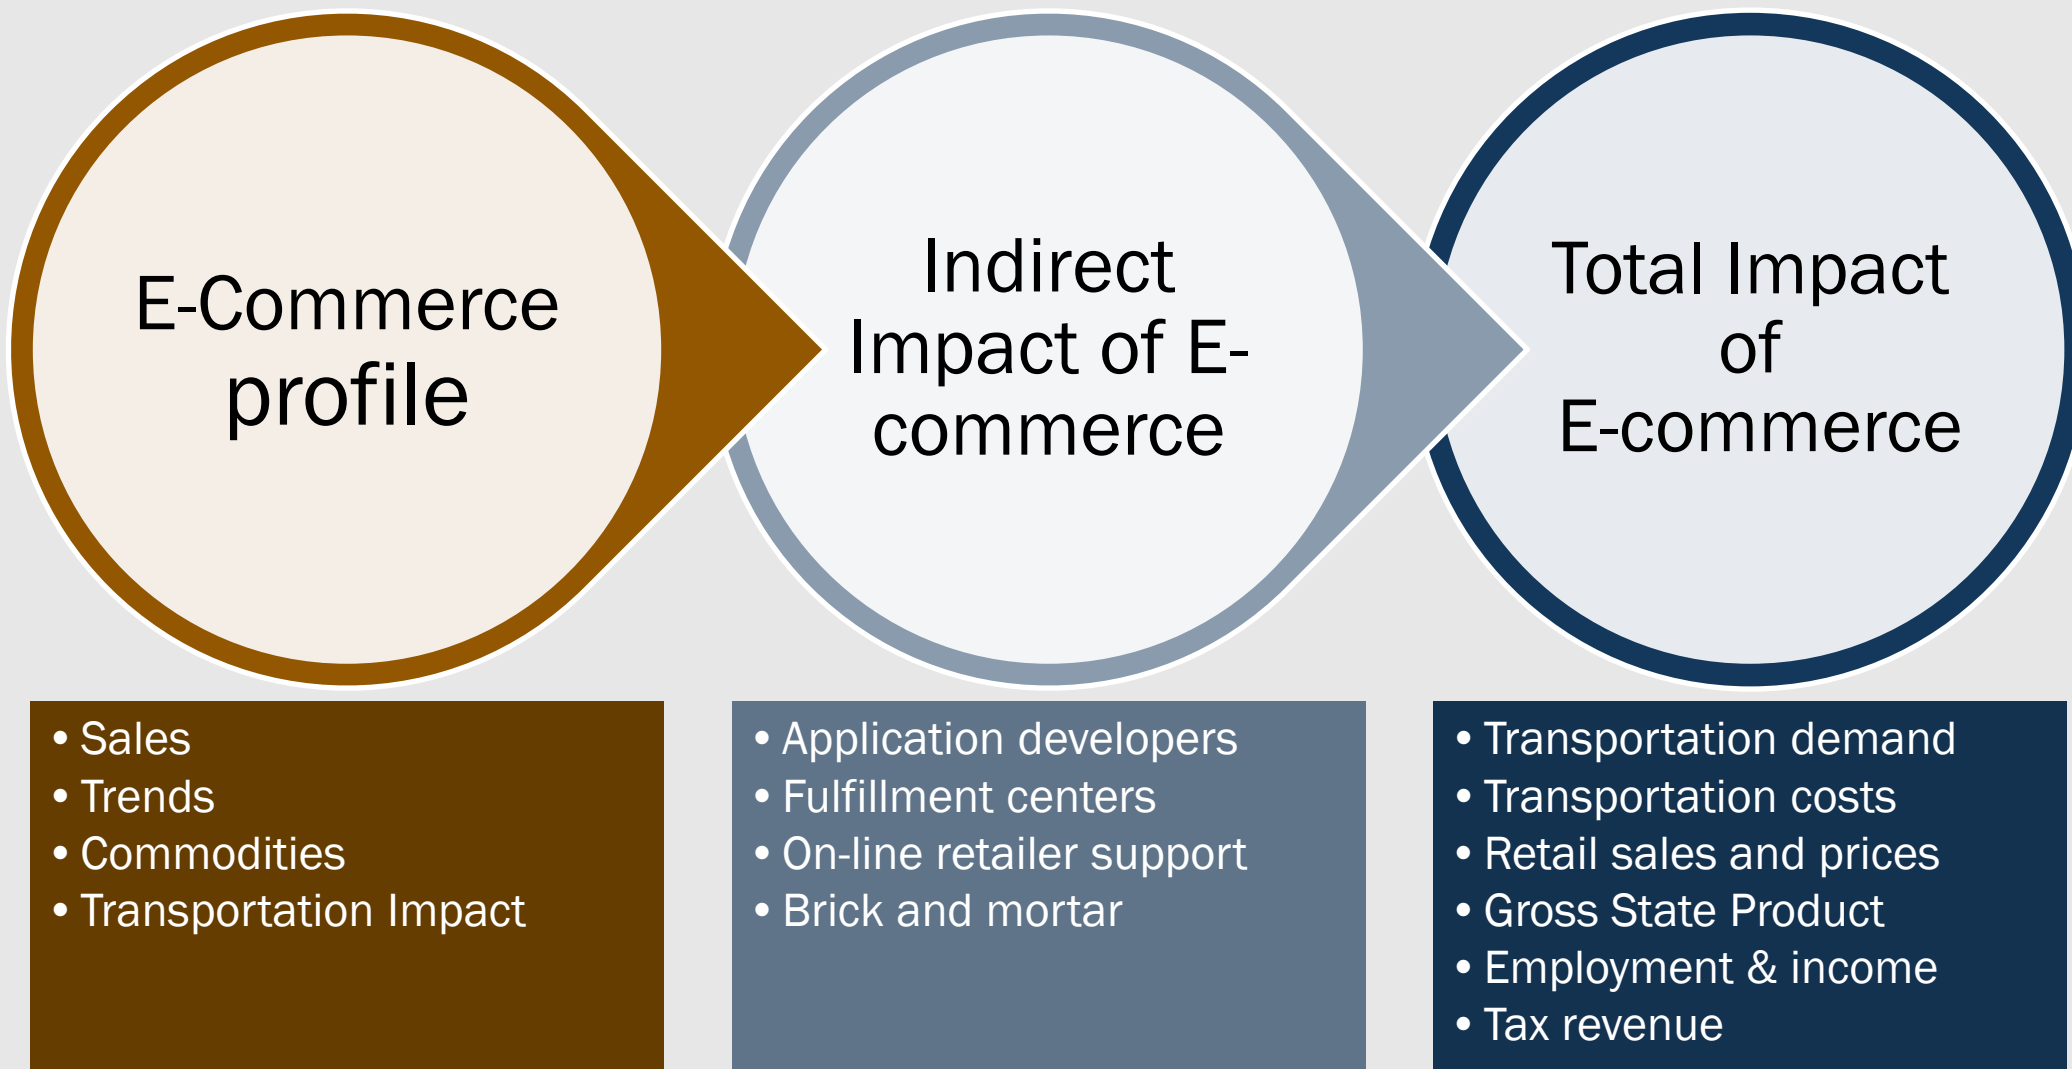 E-Commerce
profile
Indirect
Impact of E-
commerce
Total Impact
of
E-commerce
• Sales
• Trends
• Commodities
• Transportation Impact
• Application developers
• Fulfillment centers
• On-line retailer support
• Brick and mortar
• Transportation demand
• Transportation costs
• Retail sales and prices
• Gross State Product
• Employment & income
• Tax revenue